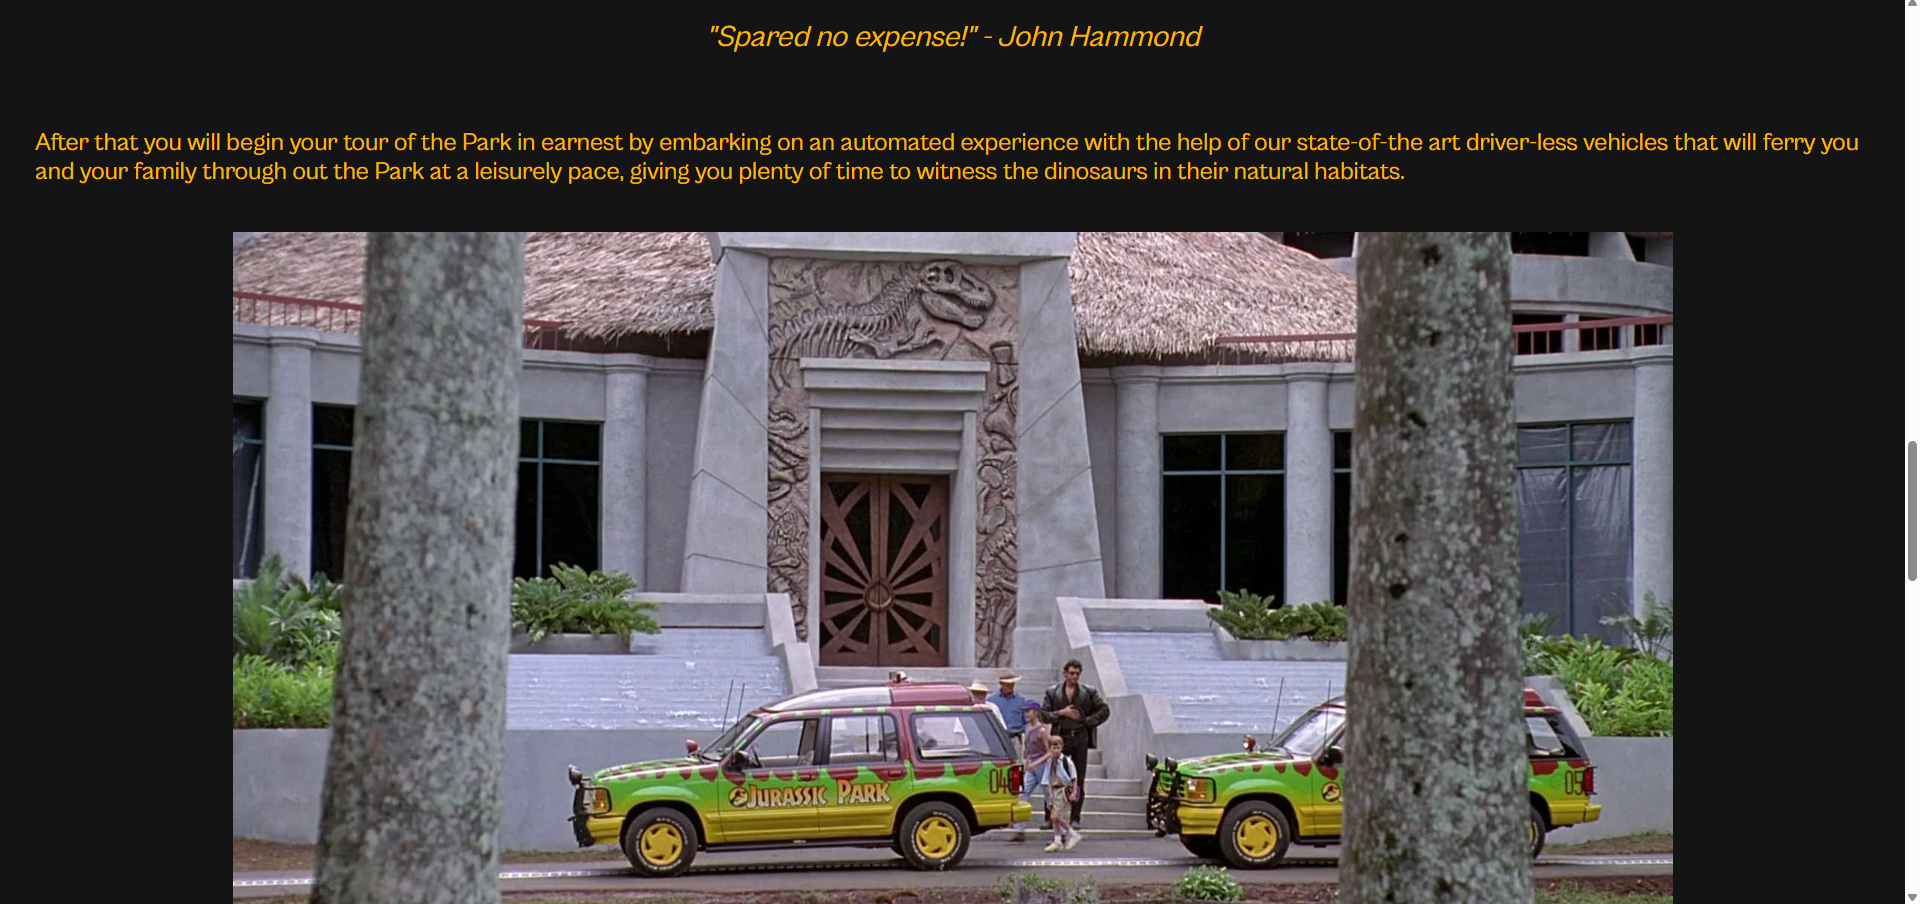 "Spared no expense!" - John Hammond
After that you will begin your tour of the Park in earnest by embarking on an automated experience with the help of our state-of-the art driver-less vehicles that will ferry you
and your family through out the Park at a leisurely pace, giving you plenty of time to witness the dinosaurs in their natural habitats.
JURASSIC PARK
04
05